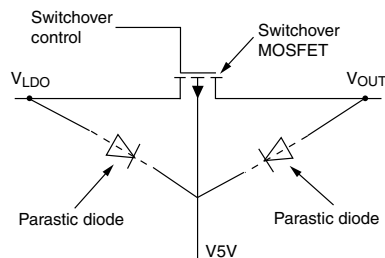 Switchover
control
Switchover
MOSFET
VLDO
VOUT
Parastic diode
Parastic diode
V5V